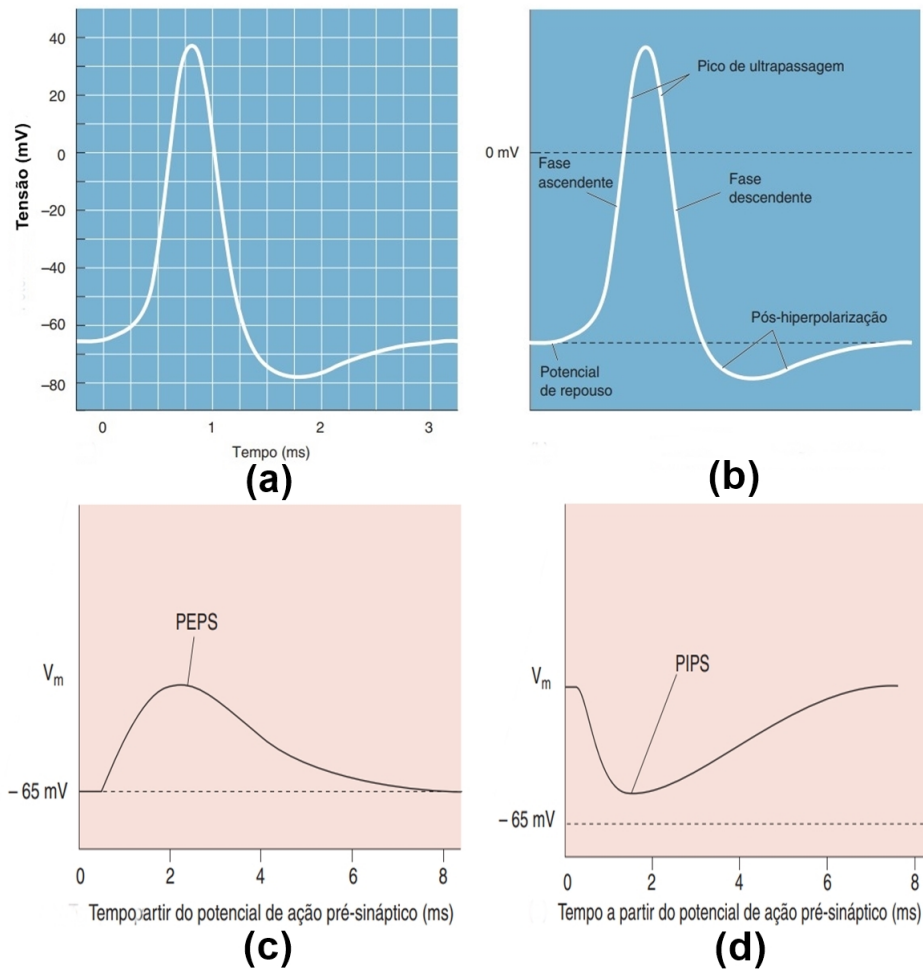 40
20
0
–20
–40
–60
–80
Tensão (mV)
0
1
2
3
Tempo (ms)
(a)
Pico de ultrapassagem
0 mV
Fase
ascendente
Fase
descendente
Pós-hiperpolarização
Potencial
de repouso
(b)
PEPS
Vm
– 65 mV
0
2
4
6
8
Tempo partir do potencial de ação pré-sináptico (ms)
(c)
PIPS
Vm
– 65 mV
0
2
4
6
8
Tempo a partir do potencial de ação pré-sináptico (ms)
(d)